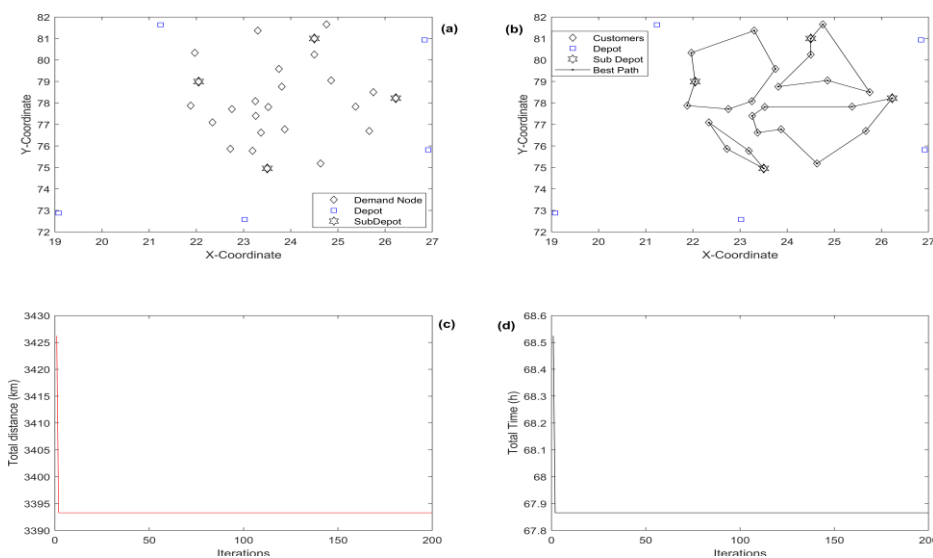 82
81
80
79
78
77
76
75
74
73
72
Y-Coordinate
19 20 21 22 23 24 25 26 27
X-Coordinate
(a)
Demand Node
Depot
SubDepot
82
81
80
79
78
77
76
75
74
73
72
Y-Coordinate
19 20 21 22 23 24 25 26 27
X-Coordinate
(b)
Customers
Depot
Sub Depot
Best Path
3430
3425
3420
3415
3410
3405
3400
3395
3390
Total distance (km)
0 50 100 150 200
Iterations
(c)
68.6
68.5
68.4
68.3
68.2
68.1
68
67.9
67.8
Total Time (h)
0 50 100 150 200
Iterations
(d)